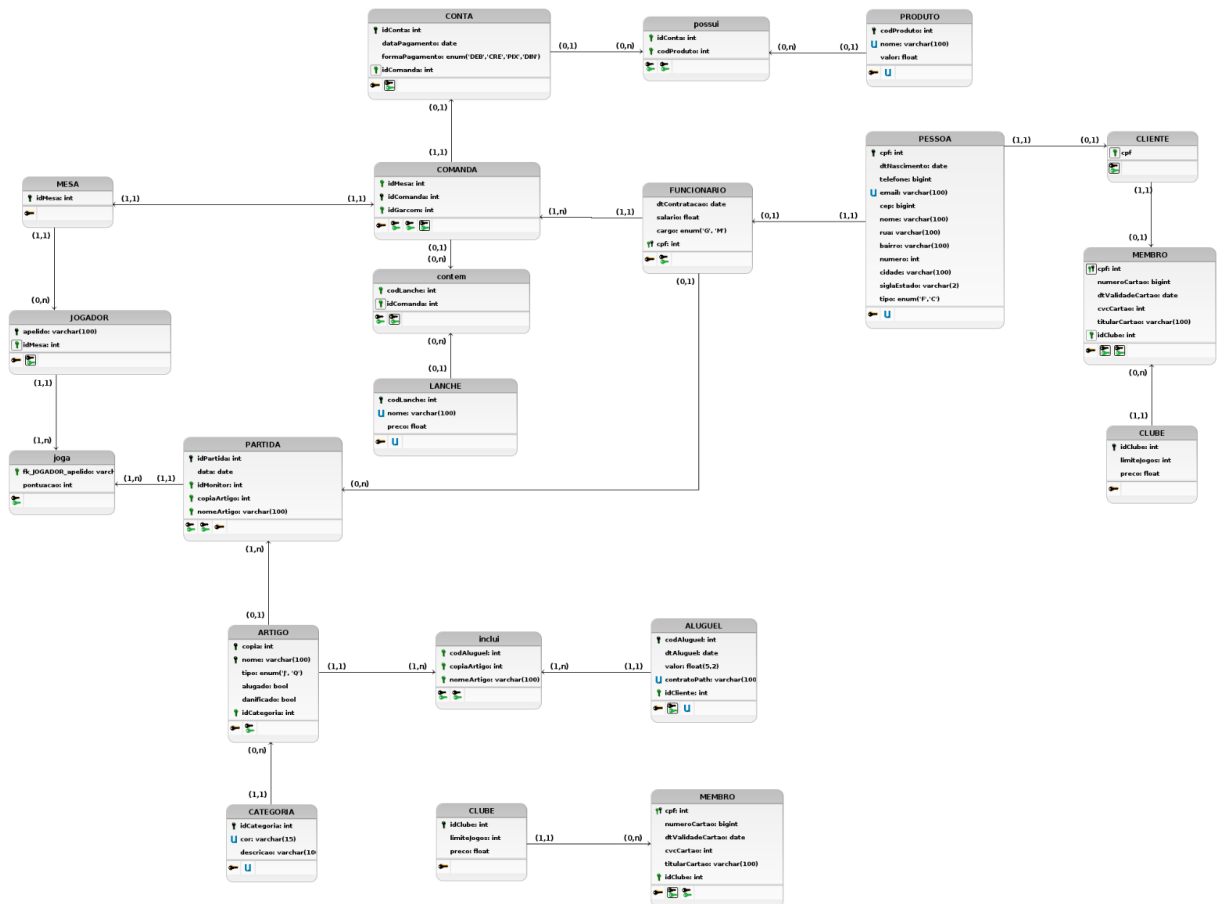 CONTA
idConta: int
dataPagamento: date
formaPagamento: enum('DEB','CRE','PIX','DIN')
idComanda: int
(0,1)
(0,n)
possui
idConta: int
codProduto: int
(0,n)
(0,1)
PRODUTO
codProduto: int
U nome: varchar(100)
valor: float
U
(0,1)
(1,1)
MESA
idMesa: int
(1,1)
(1,1)
COMANDA
idMesa: int
idComanda: int
idGarcom: int
(1,n)
(1,1)
FUNCIONARIO
dtContratacao: date
salario: float
cargo: enum('G', 'M')
cpf: int
(0,1)
(1,1)
PESSOA
cpf: int
dtNascimento: date
telefone: bigint
U email: varchar(100)
cep: bigint
nome: varchar(100)
rua: varchar(100)
bairro: varchar(100)
numero: int
cidade: varchar(100)
siglaEstado: varchar(2)
tipo: enum('F','C')
U
(1,1)
(0,1)
CLIENTE
cpf
(1,1)
(0,1)
MEMBRO
cpf: int
numeroCartao: bigint
dtValidadeCartao: date
cvcCartao: int
titularCartao: varchar(100)
idClube: int
(0,n)
(1,1)
CLUBE
idClube: int
limiteJogos: int
preco: float
(1,1)
(0,n)
JOGADOR
apelido: varchar(100)
idMesa: int
(1,1)
(1,n)
joga
fk_JOGADOR_apelido: varch
pontuacao: int
(1,n)
(1,1)
(0,1)
(0,n)
contem
codLanche: int
idComanda: int
(0,n)
(0,1)
LANCHE
codLanche: int
U nome: varchar(100)
preco: float
U
(0,1)
(0,n)
PARTIDA
idPartida: int
data: date
idMonitor: int
copiaArtigo: int
nomeArtigo: varchar(100)
(1,n)
(0,1)
ARTIGO
copia: int
nome: varchar(100)
tipo: enum('J', 'Q')
alugado: bool
danificado: bool
idCategoria: int
(1,1)
(1,n)
inclui
codAluguel: int
copiaArtigo: int
nomeArtigo: varchar(100)
(1,n)
(1,1)
ALUGUEL
codAluguel: int
dtAluguel: date
valor: float(5,2)
U contratoPath: varchar(100
idCliente: int
U
(0,n)
(1,1)
CATEGORIA
idCategoria: int
U cor: varchar(15)
descricao: varchar(10
U
CLUBE
idClube: int
limiteJogos: int
preco: float
(1,1)
(0,n)
MEMBRO
cpf: int
numeroCartao: bigint
dtValidadeCartao: date
cvcCartao: int
titularCartao: varchar(100)
idClube: int